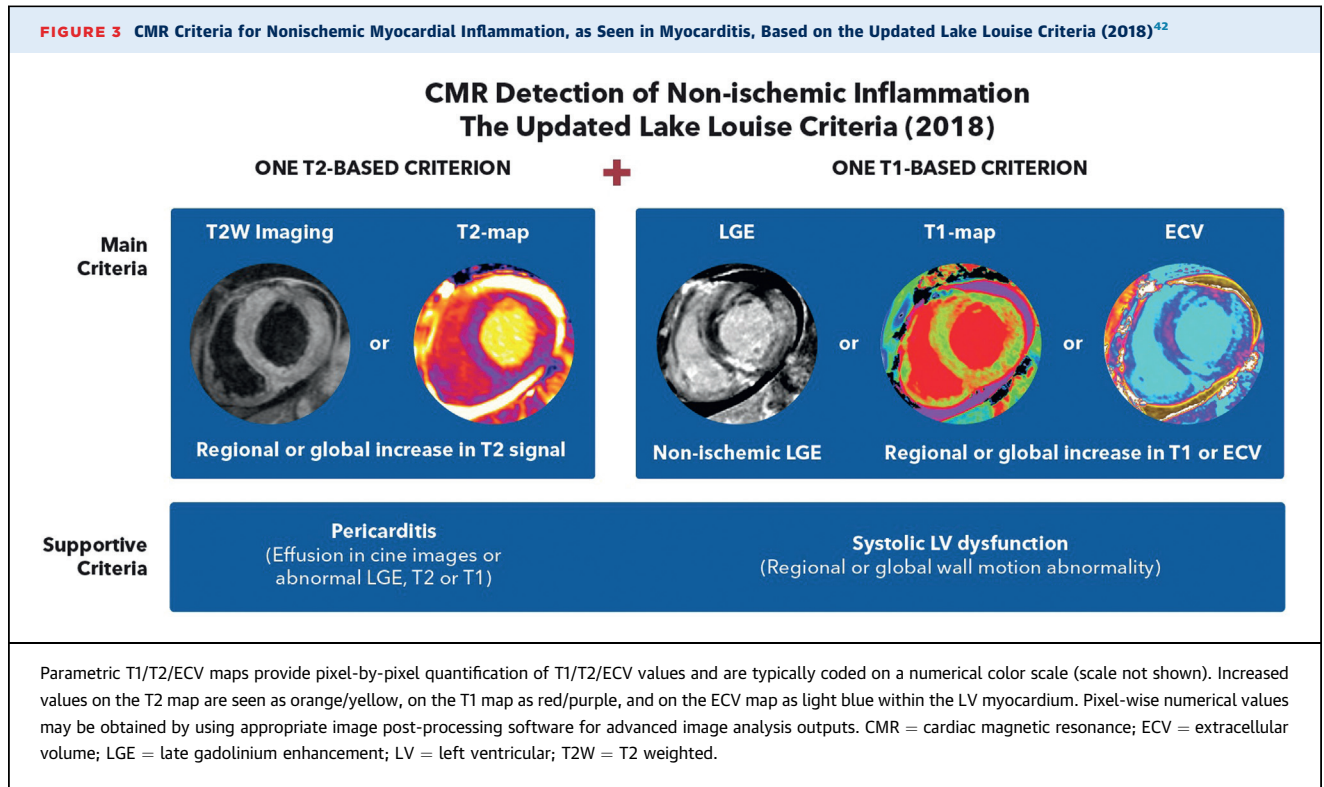 FIGURE 3 CMR Criteria for Nonischemic Myocardial Inflammation, as Seen in Myocarditis, Based on the Updated Lake Louise Criteria (2018)42
CMR Detection of Non-ischemic Inflammation
The Updated Lake Louise Criteria (2018)
ONE T2-BASED CRITERION + ONE T1-BASED CRITERION
Main
Criteria
T2W Imaging
T2-map
LGE
T1-map
ECV
or
or
or
Regional or global increase in T2 signal
Non-ischemic LGE
Regional or global increase in T1 or ECV
Supportive
Criteria
Pericarditis
(Effusion in cine images or
abnormal LGE, T2 or T1)
Systolic LV dysfunction
(Regional or global wall motion abnormality)
Parametric T1/T2/ECV maps provide pixel-by-pixel quantification of T1/T2/ECV values and are typically coded on a numerical color scale (scale not shown). Increased
values on the T2 map are seen as orange/yellow, on the T1 map as red/purple, and on the ECV map as light blue within the LV myocardium. Pixel-wise numerical values
may be obtained by using appropriate image post-processing software for advanced image analysis outputs. CMR = cardiac magnetic resonance; ECV = extracellular
volume; LGE = late gadolinium enhancement; LV = left ventricular; T2W = T2 weighted.